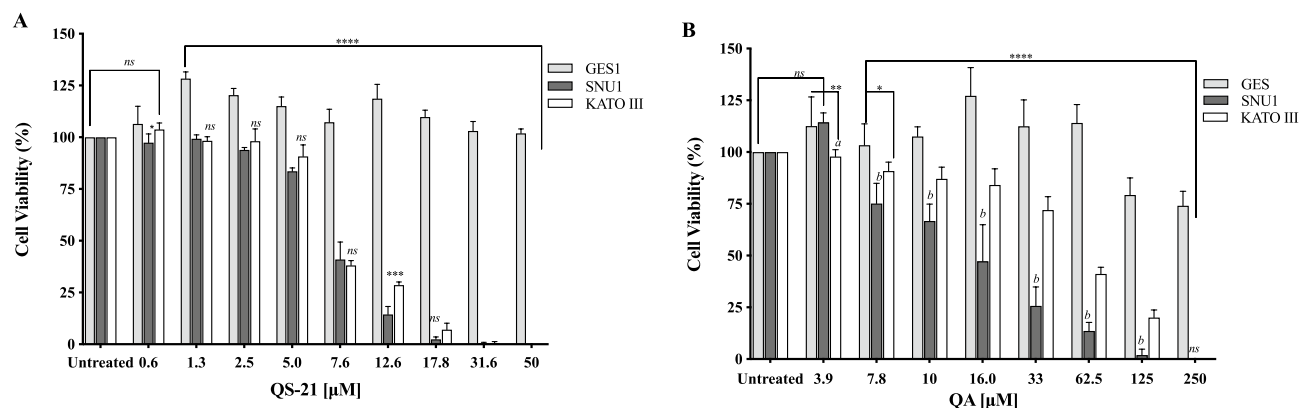 A
Cell Viability (%)
150
125
100
75
50
25
0
ns
****
*
ns
ns
ns
ns
***
ns
GES1
SNU1
KATO III
Untreated 0.6 1.3 2.5 5.0 7.6 12.6 17.8 31.6 50
QS-21 [µM]
B
Cell Viability (%)
150
125
100
75
50
25
0
ns
****
**
*
a
b
b
b
b
b
b
ns
GES
SNU1
KATO III
Untreated 3.9 7.8 10 16.0 33 62.5 125 250
QA [µM]